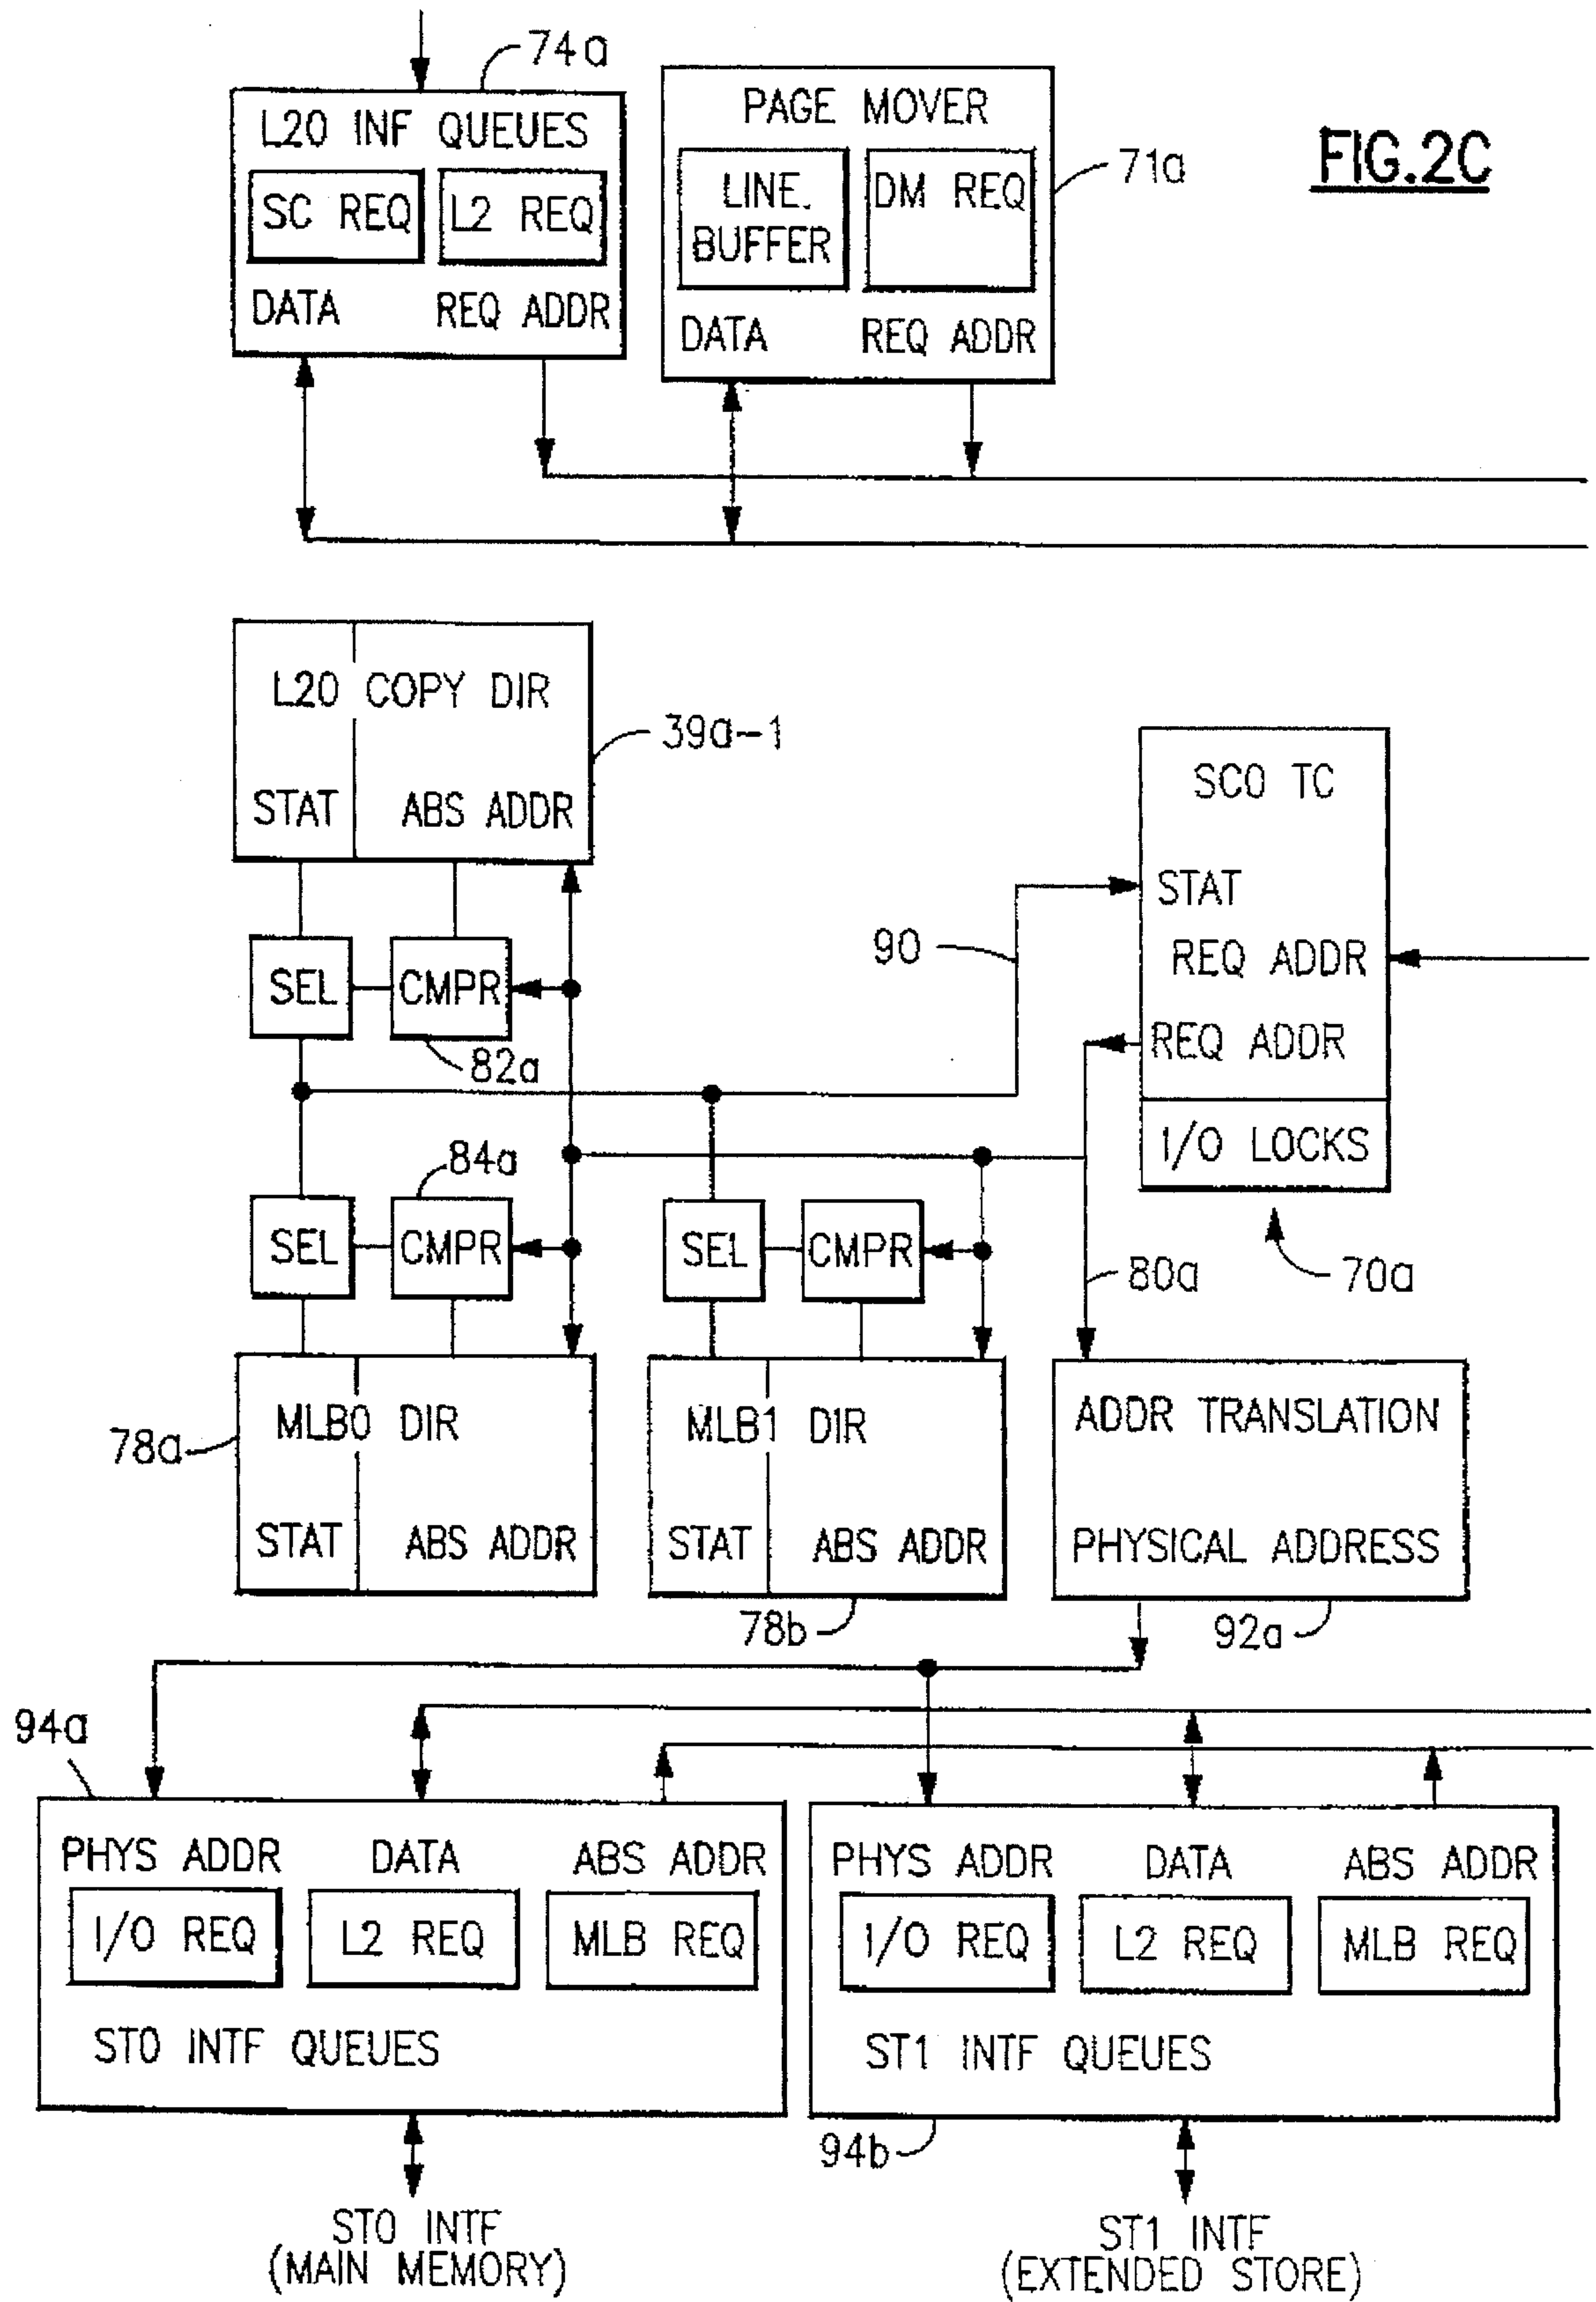 74a
L20 INF QUEUES
SC REQ
L2 REQ
DATA
REQ ADDR
PAGE MOVER
LINE.
BUFFER
DM REQ
DATA
REQ ADDR
71a
FIG.2C
L20 COPY DIR
STAT
ABS ADDR
39a-1
SC0 TC
STAT
REQ ADDR
REQ ADDR
I/O LOCKS
70a
90
SEL
CMPR
82a
84a
SEL
CMPR
SEL
CMPR
80a
MLB0 DIR
STAT
ABS ADDR
78a
MLB1 DIR
STAT
ABS ADDR
78b
ADDR TRANSLATION
PHYSICAL ADDRESS
92a
94a
PHYS ADDR
DATA
ABS ADDR
I/O REQ
L2 REQ
MLB REQ
ST0 INTF QUEUES
PHYS ADDR
DATA
ABS ADDR
I/O REQ
L2 REQ
MLB REQ
ST1 INTF QUEUES
94b
ST0 INTF
(MAIN MEMORY)
ST1 INTF
(EXTENDED STORE)